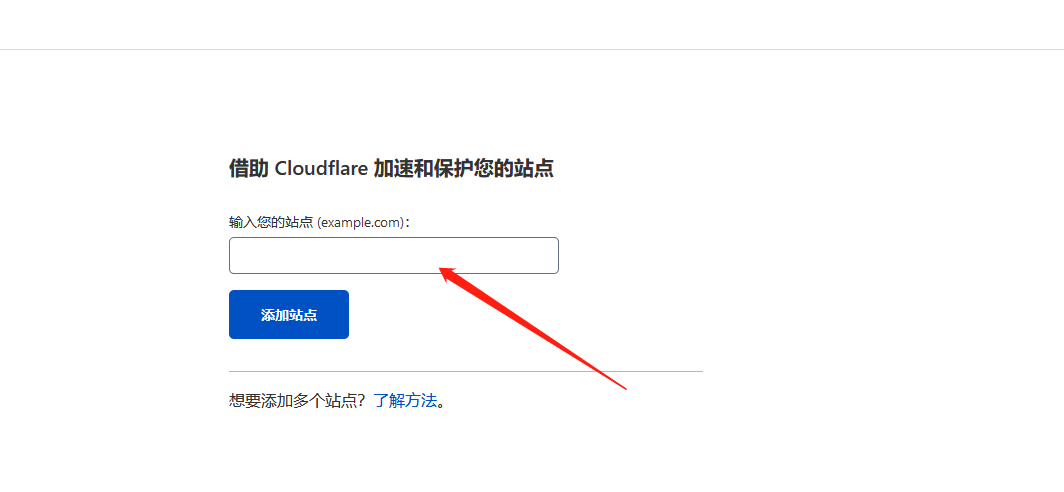 借助 Cloudflare 加速和保护您的站点
输入您的站点 (example.com)：
添加站点
想要添加多个站点？了解方法。